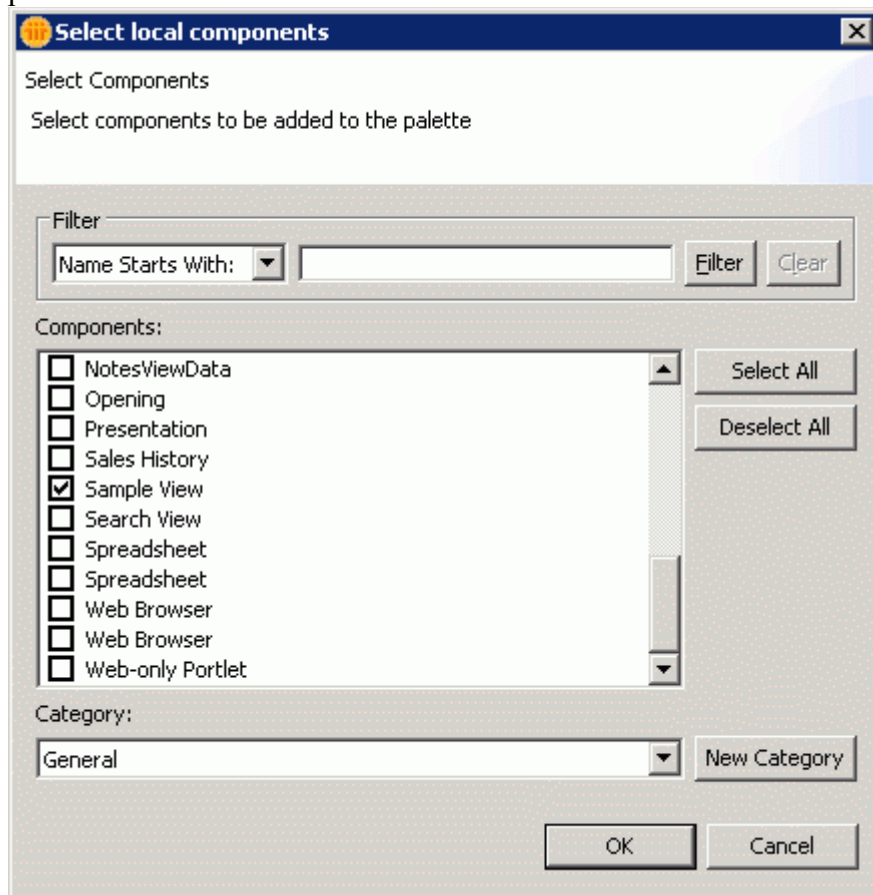 Select local components
Select Components
Select components to be added to the palette
Filter
Name Starts With: Filter Clear
Components:
NotesViewData Select All
Opening
Presentation Deselect All
Sales History
Sample View
Search View
Spreadsheet
Spreadsheet
Web Browser
Web Browser
Web-only Portlet
Category:
General New Category
OK Cancel